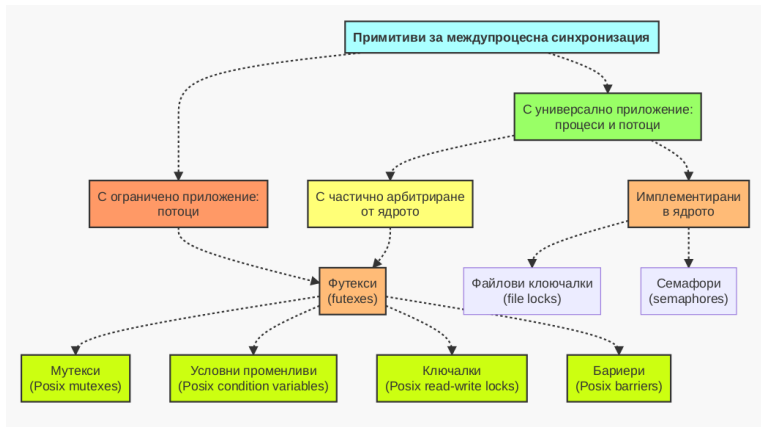 Примитиви за междупроцесна синхронизация
С универсално приложение:
процеси и потоци
С ограничено приложение:
потоци
С частично арбитриране
от ядрото
Имплементирани
в ядрото
Футекси
(futexes)
Файлови клоючалки
(file locks)
Семафори
(semaphores)
Мутекси
(Posix mutexes)
Условни променливи
(Posix condition variables)
Ключалки
(Posix read-write locks)
Бариери
(Posix barriers)